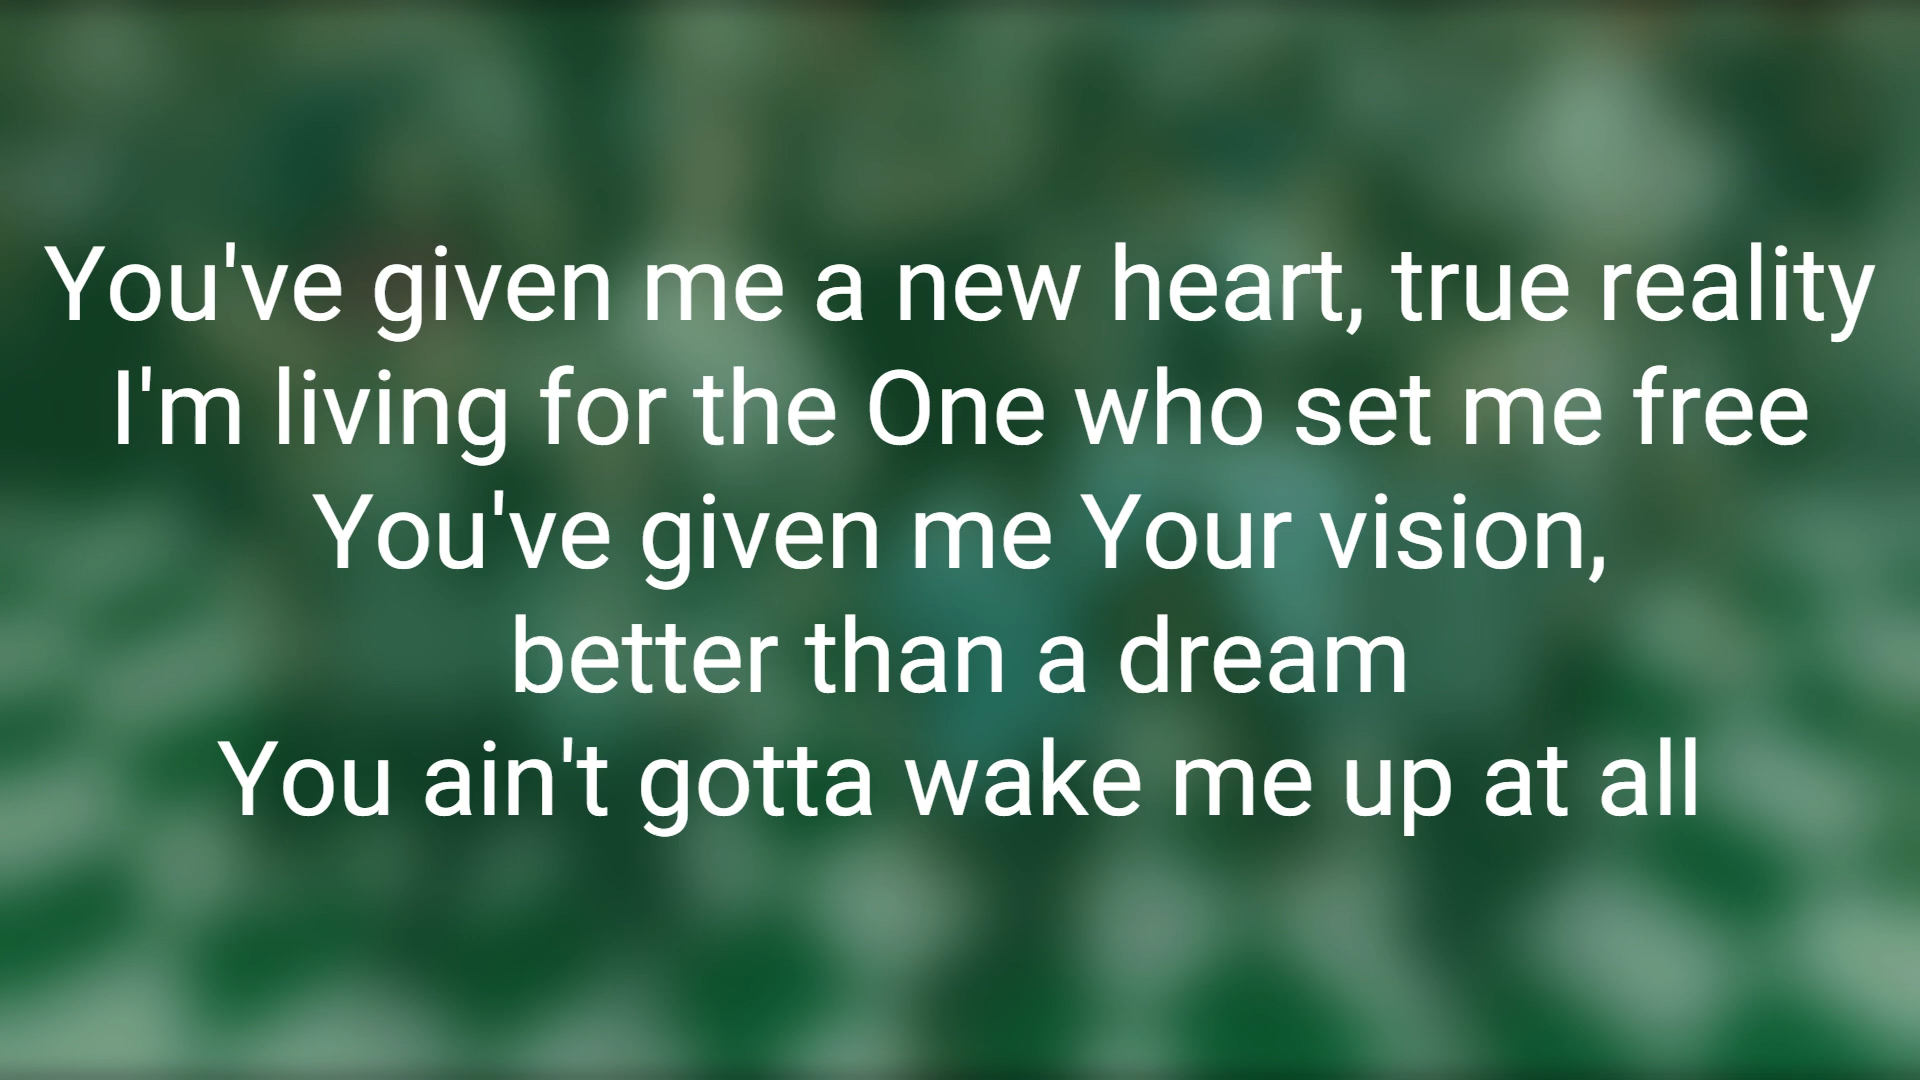 You've given me a new heart, true reality
I'm living for the One who set me free
You've given me Your vision,
better than a dream
You ain't gotta wake me up at all